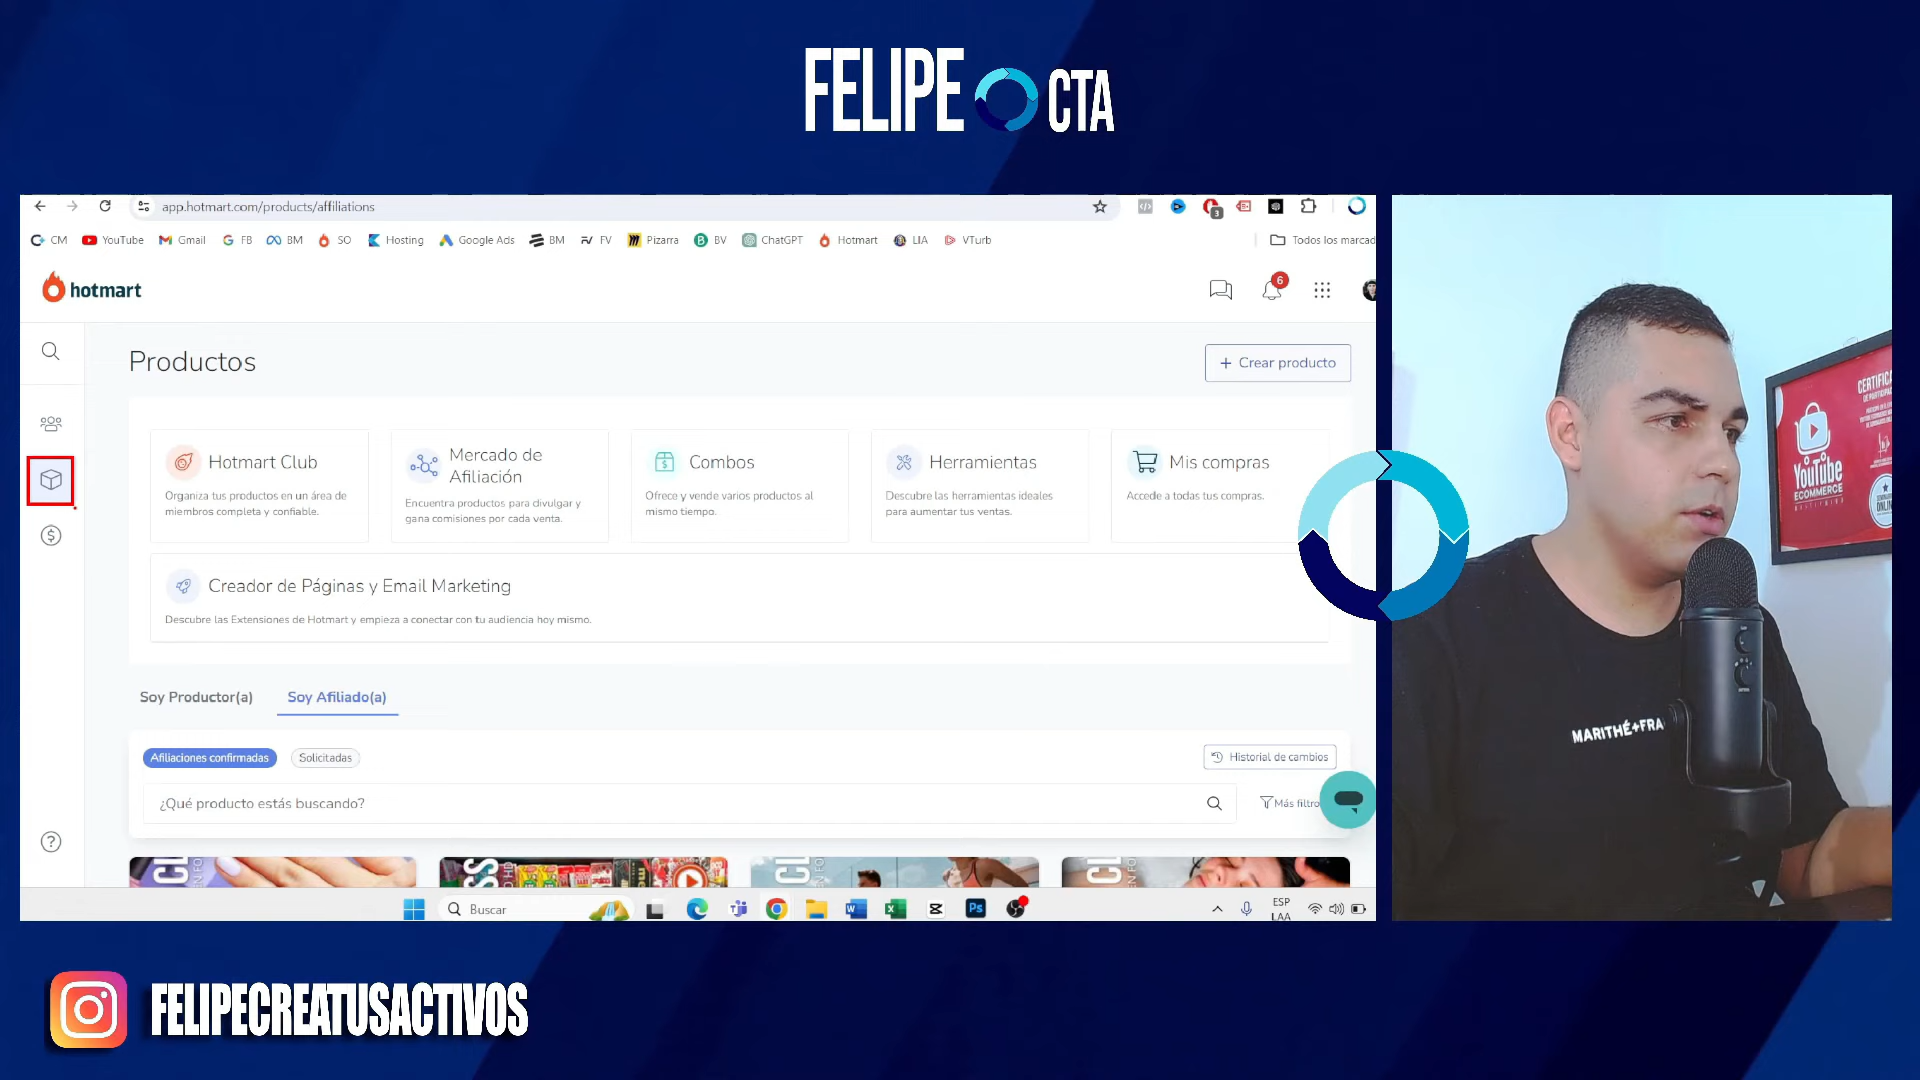 FELIPE CTA
app.hotmart.com/products/affiliations
3
CM YouTube Gmail FB BM SO Hosting Google Ads BM FV Pizarra BV ChatGPT Hotmart LIA VTurb Todos los marcad
hotmart
6
Productos
+ Crear producto
Hotmart Club
Organiza tus productos en un área de
miembros completa y confiable.
Mercado de
Afiliación
Encuentra productos para divulgar y
gana comisiones por cada venta.
Combos
Ofrece y vende varios productos al
mismo tiempo.
Herramientas
Descubre las herramientas ideales
para aumentar tus ventas.
Mis compras
Accede a todas tus compras.
Creador de Páginas y Email Marketing
Descubre las Extensiones de Hotmart y empieza a conectar con tu audiencia hoy mismo.
Soy Productor(a) Soy Afiliado(a)
Afiliaciones confirmadas Solicitadas
Historial de cambios
¿Qué producto estás buscando?
Más filtro
Buscar
ESP
LAA
CERTIFICA
YouTube
ECOMMERCE
MARITHÉ+FRA
FELIPECREATUSACTIVOS